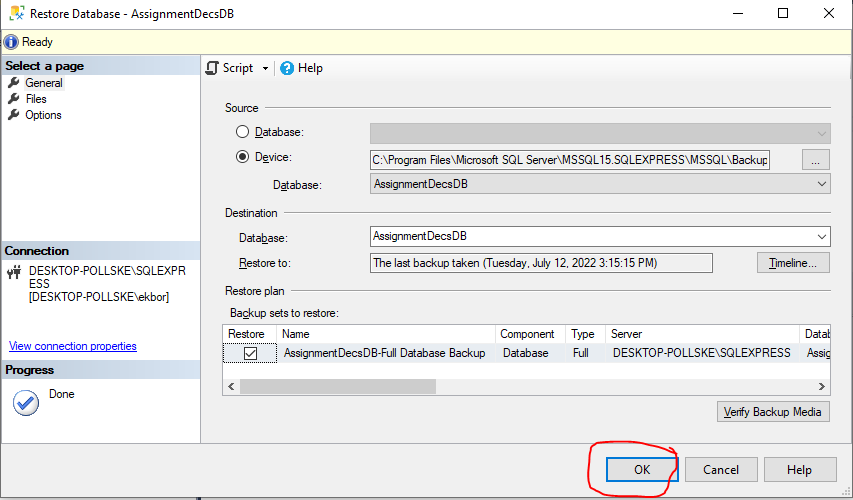 Restore Database - AssignmentDecsDB
Ready
Select a page
General
Files
Options
Script
Help
Source
Database:
Device:
C:\Program Files\Microsoft SQL Server\MSSQL15.SQLEXPRESS\MSSQL\Backup
...
Database:
AssignmentDecsDB
Destination
Database:
AssignmentDecsDB
Restore to:
The last backup taken (Tuesday, July 12, 2022 3:15:15 PM)
Timeline...
Restore plan
Backup sets to restore:
Restore Name Component Type Server Datab
AssignmentDecsDB-Full Database Backup Database Full DESKTOP-POLLSKE\SQLEXPRESS Assig
Verify Backup Media
Connection
DESKTOP-POLLSKE\SQLEXPR
ESS
[DESKTOP-POLLSKE\ekbor]
View connection properties
Progress
Done
OK
Cancel
Help